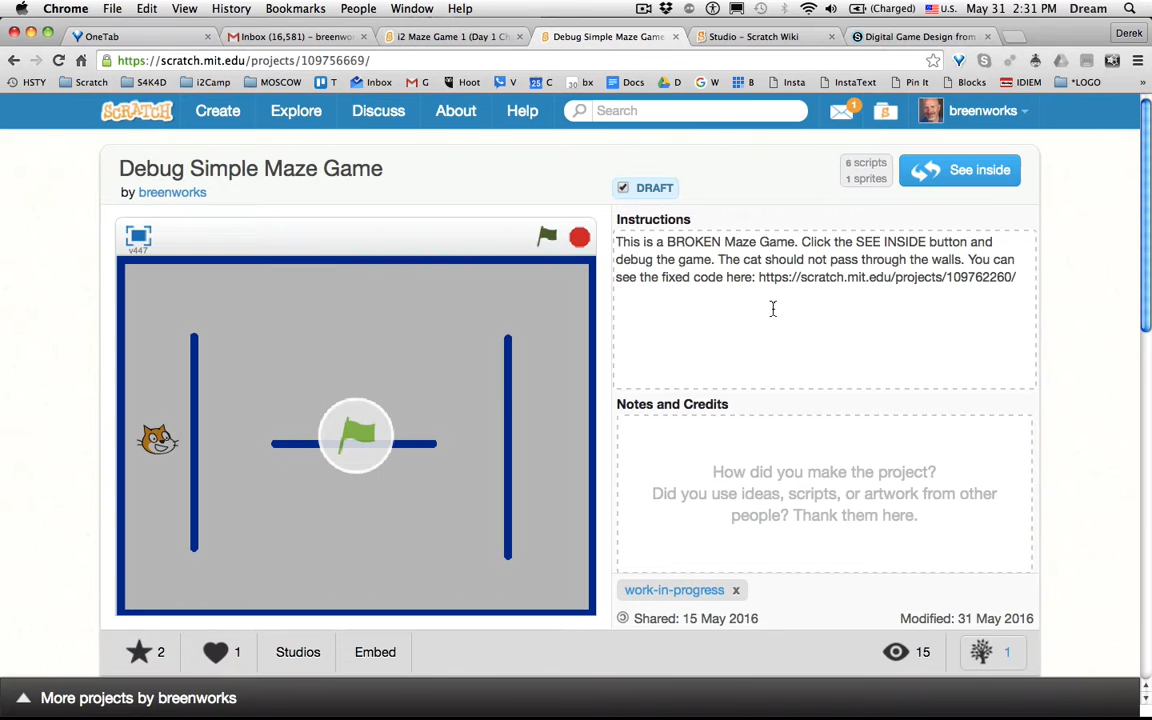 Chrome File Edit View History Bookmarks People Window Help (Charged) U.S. May 31 2:31 PM Dream
OneTab Inbox (16,581) – breenwo i2 Maze Game 1 (Day 1 Ch Debug Simple Maze Game Studio – Scratch Wiki Digital Game Design from Derek
https://scratch.mit.edu/projects/109756669/
HSTY Scratch S4K4D i2Camp MOSCOW T Inbox G Hoot V C bx Docs D W B Insta InstaText Pin It Blocks IDIEM *LOGO »
SCRATCH Create Explore Discuss About Help Search 1 S breenworks
Debug Simple Maze Game
by breenworks
DRAFT
6 scripts
1 sprites
See inside
v447
Instructions
This is a BROKEN Maze Game. Click the SEE INSIDE button and
debug the game. The cat should not pass through the walls. You can
see the fixed code here: https://scratch.mit.edu/projects/109762260/
Notes and Credits
How did you make the project?
Did you use ideas, scripts, or artwork from other
people? Thank them here.
work-in-progress x
Shared: 15 May 2016 Modified: 31 May 2016
2 1 Studios Embed 15 1
More projects by breenworks